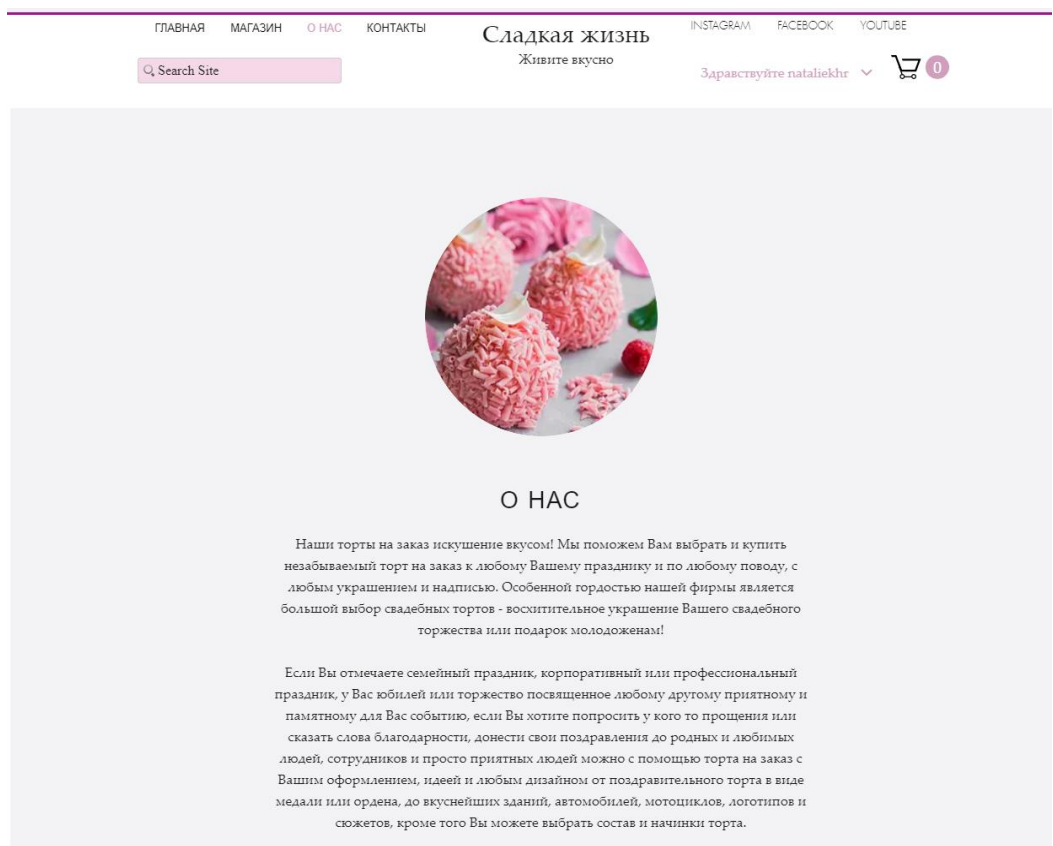 ГЛАВНАЯ МАГАЗИН О НАС КОНТАКТЫ
Search Site
Сладкая жизнь
Живите вкусно
INSTAGRAM FACEBOOK YOUTUBE
Здравствуйте nataliekhr
0
О НАС
Наши торты на заказ искушение вкусом! Мы поможем Вам выбрать и купить
незабываемый торт на заказ к любому Вашему празднику и по любому поводу, с
любым украшением и надписью. Особенной гордостью нашей фирмы является
большой выбор свадебных тортов - восхитительное украшение Вашего свадебного
торжества или подарок молодоженам!
Если Вы отмечаете семейный праздник, корпоративный или профессиональный
праздник, у Вас юбилей или торжество посвященное любому другому приятному и
памятному для Вас событию, если Вы хотите попросить у кого то прощения или
сказать слова благодарности, донести свои поздравления до родных и любимых
людей, сотрудников и просто приятных людей можно с помощью торта на заказ с
Вашим оформлением, идеей и любым дизайном от поздравительного торта в виде
медали или ордена, до вкуснейших зданий, автомобилей, мотоциклов, логотипов и
сюжетов, кроме того Вы можете выбрать состав и начинки торта.